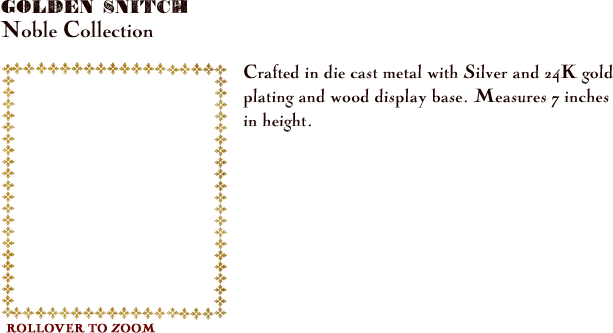 GOLDEN SNITCH
Noble Collection
Crafted in die cast metal with Silver and 24K gold
plating and wood display base. Measures 7 inches
in height.
ROLLOVER TO ZOOM